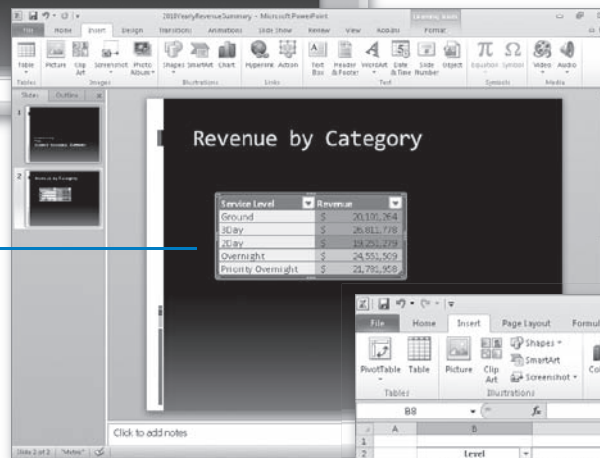 2010YearlyRevenueSummary - Microsoft PowerPoint
File Home Insert Design Transitions Animations Slide Show Review View Acrobat Format
Table Picture Clip Art Screenshot Photo Album Shapes SmartArt Chart Hyperlink Action Text Box Header & Footer WordArt Date & Time Slide Number Object Equation Symbol Video Audio
Tables Images Illustrations Links Text Symbols Media
Slides Outline
1
2
Revenue by Category
Service Level Revenue
Ground $ 20,101,264
3Day $ 26,811,778
2Day $ 19,251,279
Overnight $ 24,551,509
Priority Overnight $ 21,791,958
Click to add notes
Slide 2 of 2 "Metro"
File Home Insert Page Layout
PivotTable Table Picture Clip Art Shapes SmartArt Screenshot
Tables Illustrations
B8 fx
A B
1
2 Level